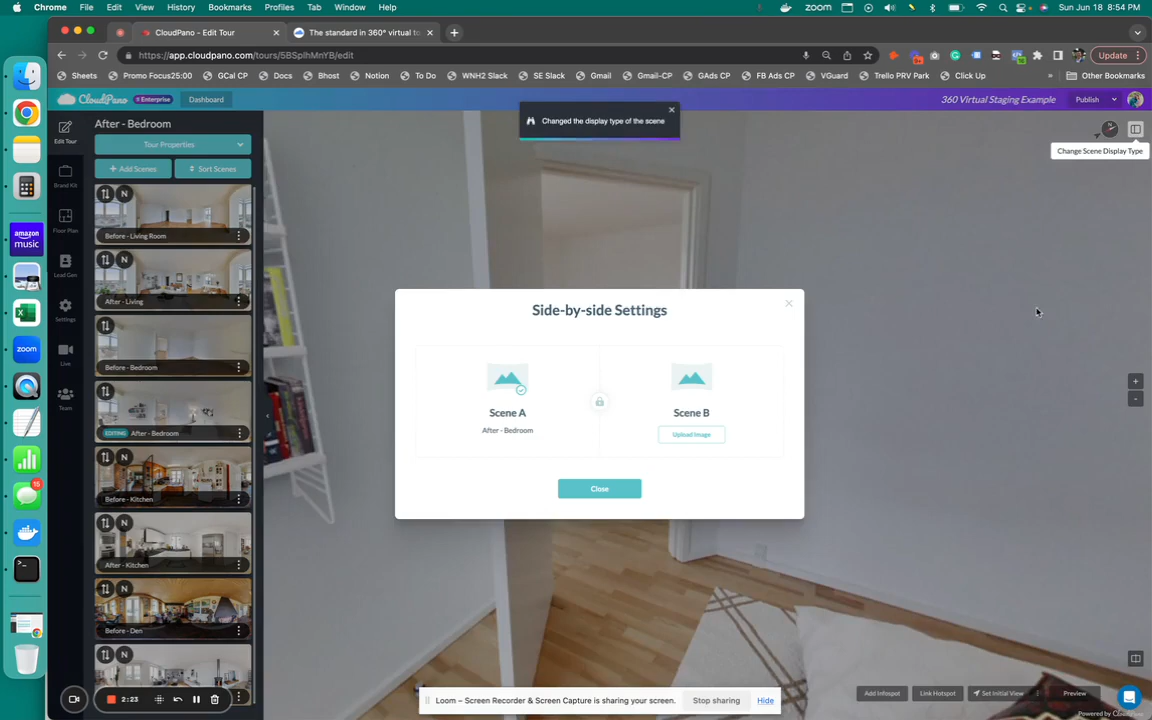 Chrome File Edit View History Bookmarks Profiles Tab Window Help
zoom Sun Jun 18 8:54 PM
CloudPano - Edit Tour
The standard in 360° virtual to
https://app.cloudpano.com/tours/5BSplhMnYB/edit
Update
Sheets Promo Focus25:00 GCal CP Docs Bhost Notion To Do WNH2 Slack SE Slack Gmail Gmail-CP GAds CP FB Ads CP VGuard Trello PRV Park Click Up » Other Bookmarks
CloudPano Enterprise Dashboard
360 Virtual Staging Example Publish
Changed the display type of the scene
Change Scene Display Type
Edit Tour
Brand Kit
Floor Plan
Lead Gen
Settings
Live
Team
After - Bedroom
Tour Properties
+ Add Scenes Sort Scenes
N
Before - Living Room
N
After - Living
Before - Bedroom
EDITING After - Bedroom
N
Before - Kitchen
N
After - Kitchen
N
Before - Den
N
Side-by-side Settings
Scene A
After - Bedroom
Scene B
Upload Image
Close
+
-
amazon music
zoom
15
2:23
Loom – Screen Recorder & Screen Capture is sharing your screen. Stop sharing Hide
Add Infospot Link Hotspot Set Initial View Preview
Powered by CloudPano